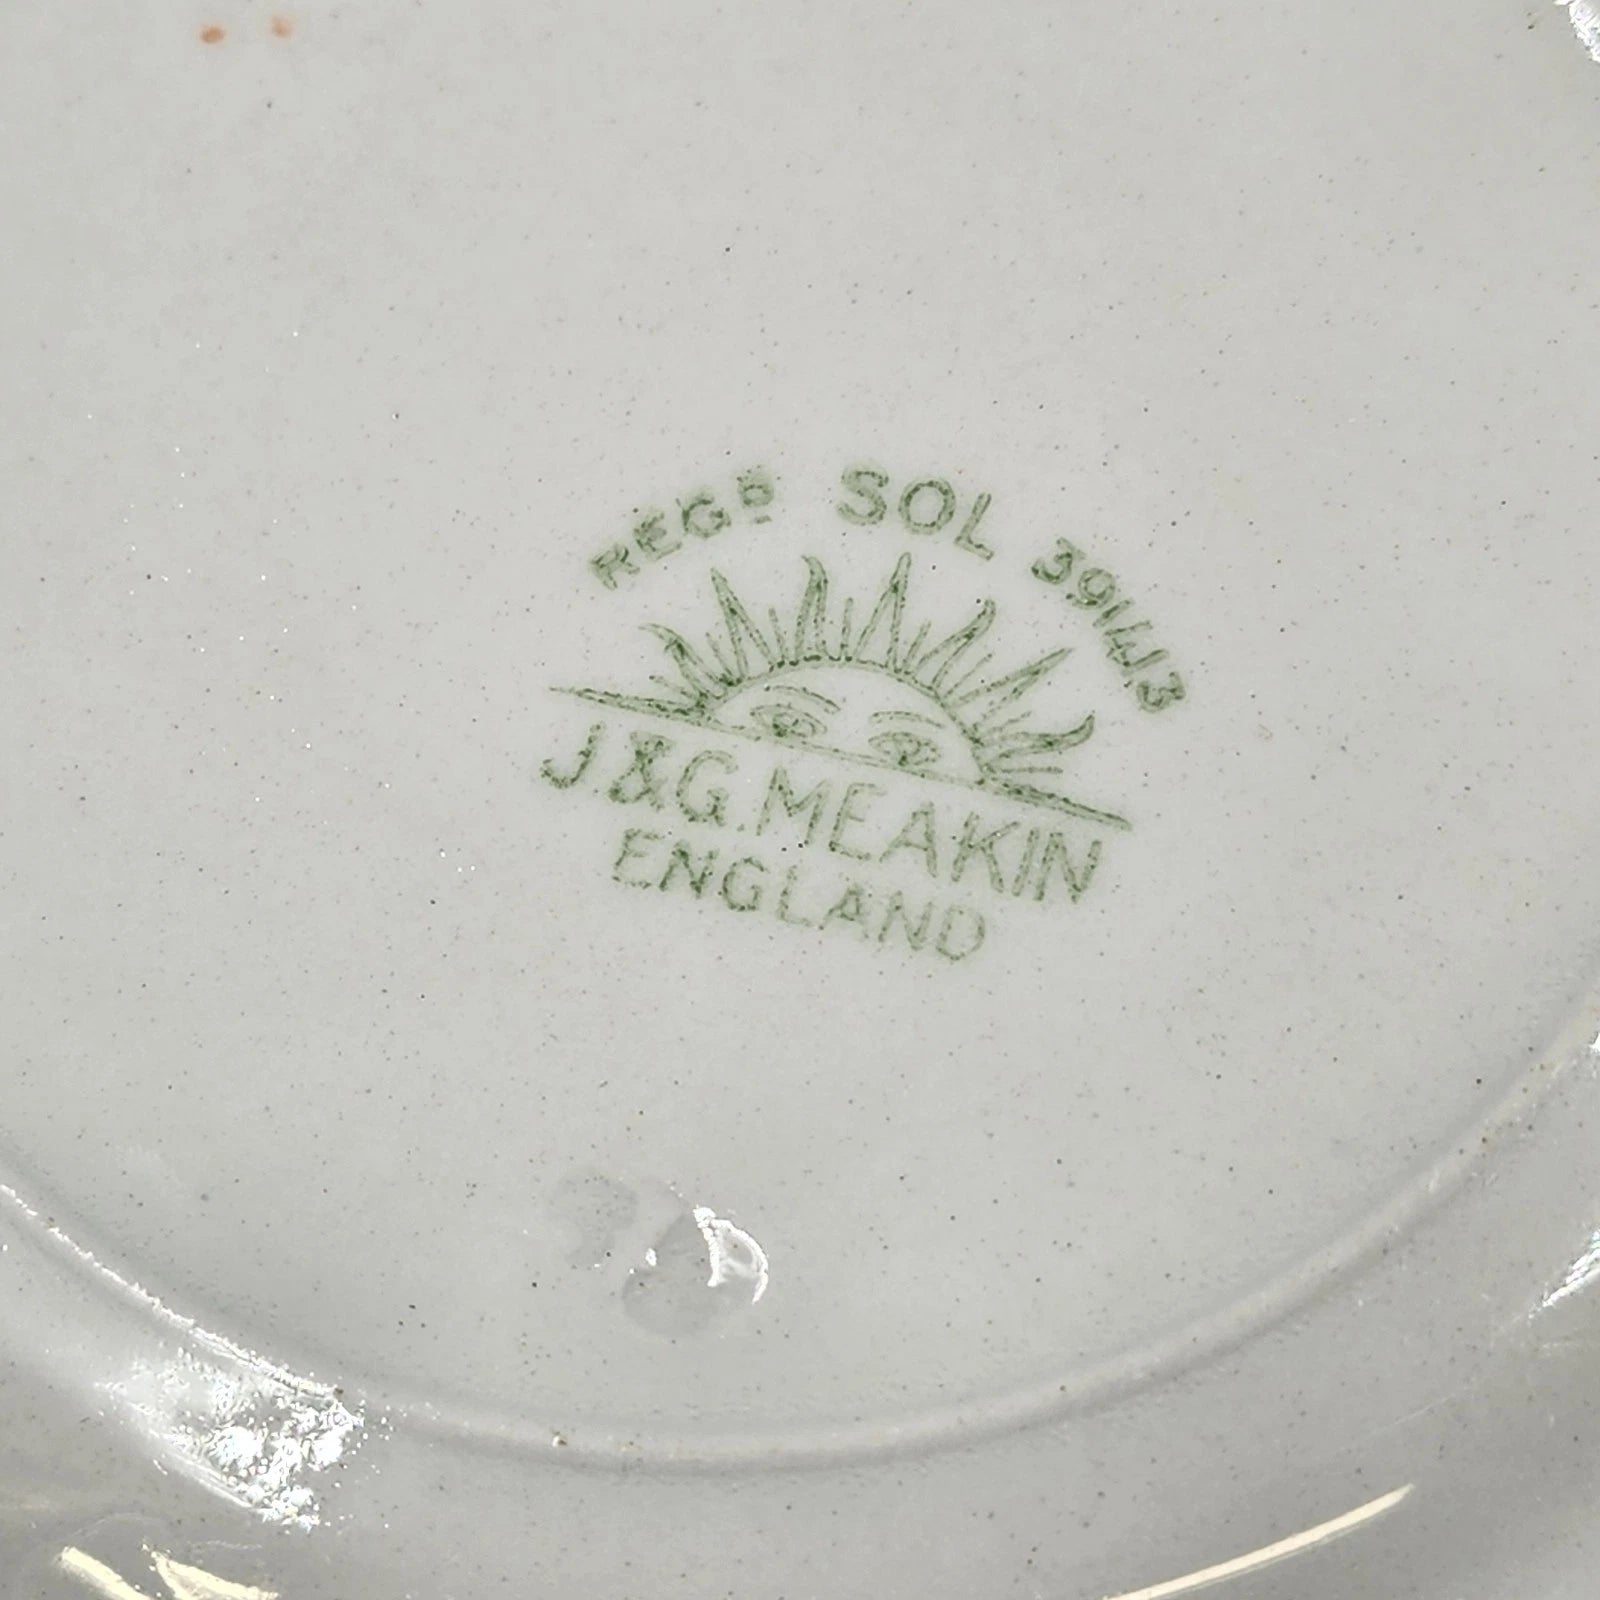 REGD SOL 391413
J.&G. MEAKIN
ENGLAND